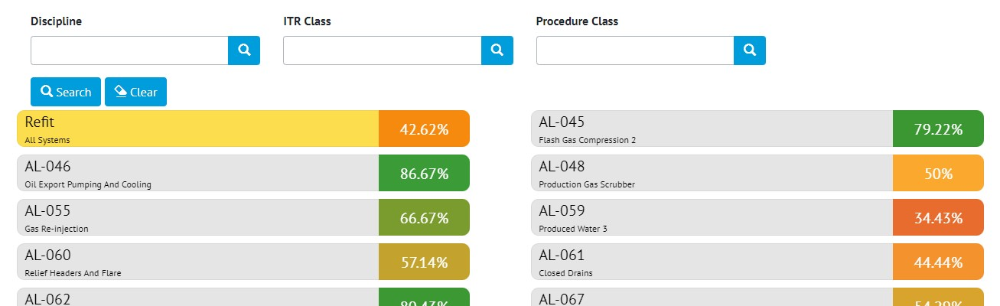 Discipline
ITR Class
Procedure Class
Search
Clear
Refit
All Systems
42.62%
AL-045
Flash Gas Compression 2
79.22%
AL-046
Oil Export Pumping And Cooling
86.67%
AL-048
Production Gas Scrubber
50%
AL-055
Gas Re-injection
66.67%
AL-059
Produced Water 3
34.43%
AL-060
Relief Headers And Flare
57.14%
AL-061
Closed Drains
44.44%
AL-062
AL-067